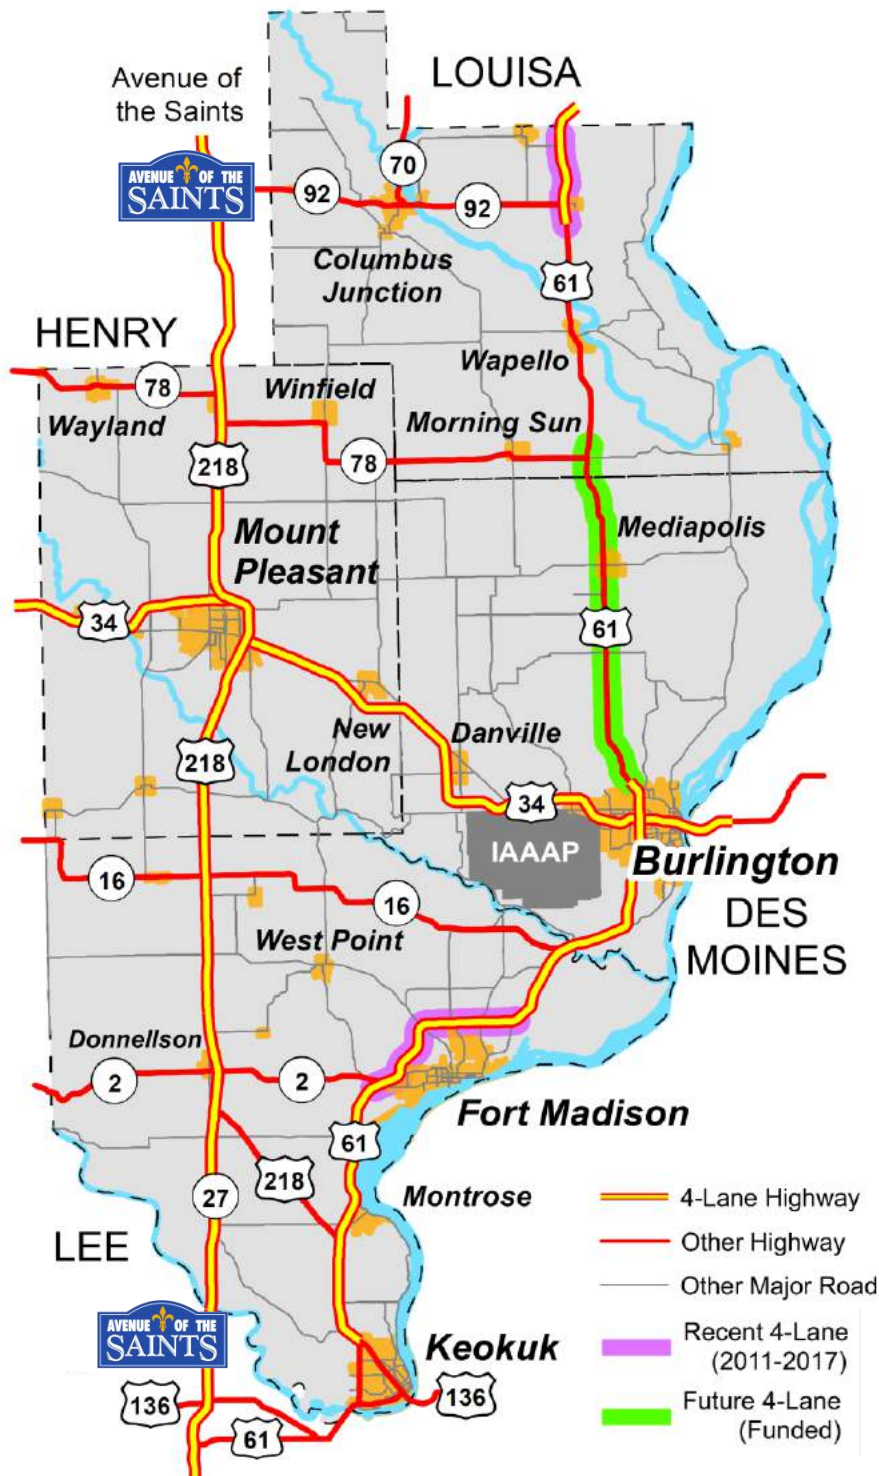 LOUISA
Avenue of
the Saints
AVENUE OF THE
SAINTS
70
92
92
Columbus
Junction
61
HENRY
Wapello
78
Winfield
Wayland
Morning Sun
218
78
Mount
Pleasant
Mediapolis
34
61
New
London
Danville
218
34
IAAAP
Burlington
16
16
DES
MOINES
West Point
Donnellson
2
2
Fort Madison
61
218
27
Montrose
LEE
AVENUE OF THE
SAINTS
Keokuk
136
136
61
4-Lane Highway
Other Highway
Other Major Road
Recent 4-Lane
(2011-2017)
Future 4-Lane
(Funded)